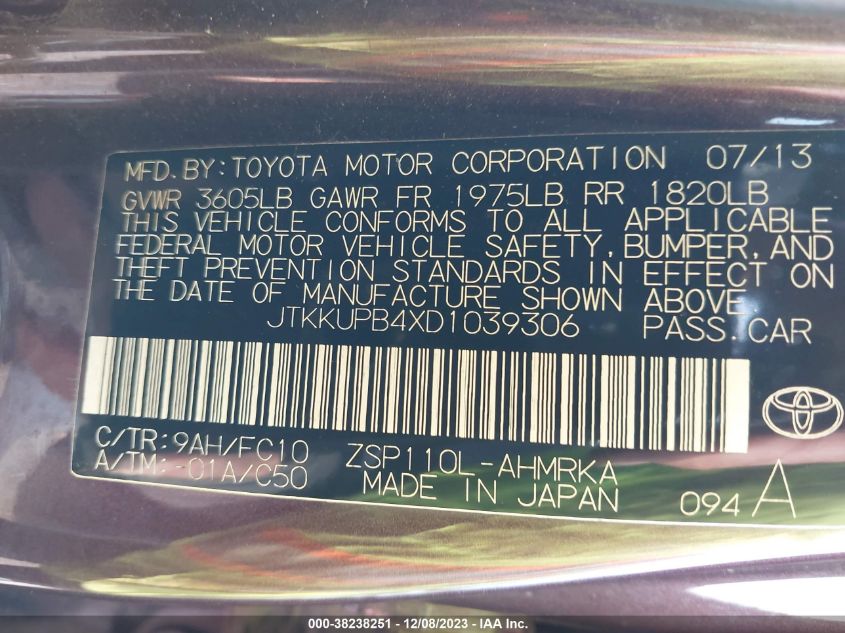 MFD.BY:TOYOTA MOTOR CORPORATION 07/13
GVWR 3605LB GAWR FR 1975LB RR 1820LB
THIS VEHICLE CONFORMS TO ALL APPLICABLE
FEDERAL MOTOR VEHICLE SAFETY, BUMPER, AND
THEFT PREVENTION STANDARDS IN EFFECT ON
THE DATE OF MANUFACTURE SHOWN ABOVE.
JTKKUPB4XD1039306 PASS.CAR
C/TR:9AH/FC10 ZSP110L-AHMRKA
A/TM:-01A/C50 MADE IN JAPAN 094 A
000-38238251 - 12/08/2023 - IAA Inc.